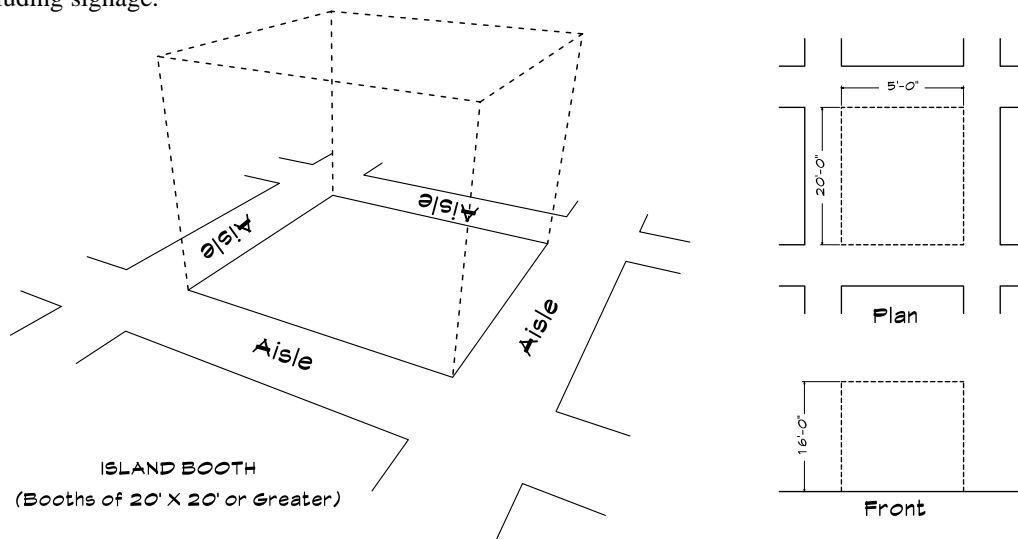 uding signage.
Aisle
Aisle
Aisle
Aisle
ISLAND BOOTH
(Booths of 20' X 20' or Greater)
5'-0"
20'-0"
Plan
16'-0"
Front